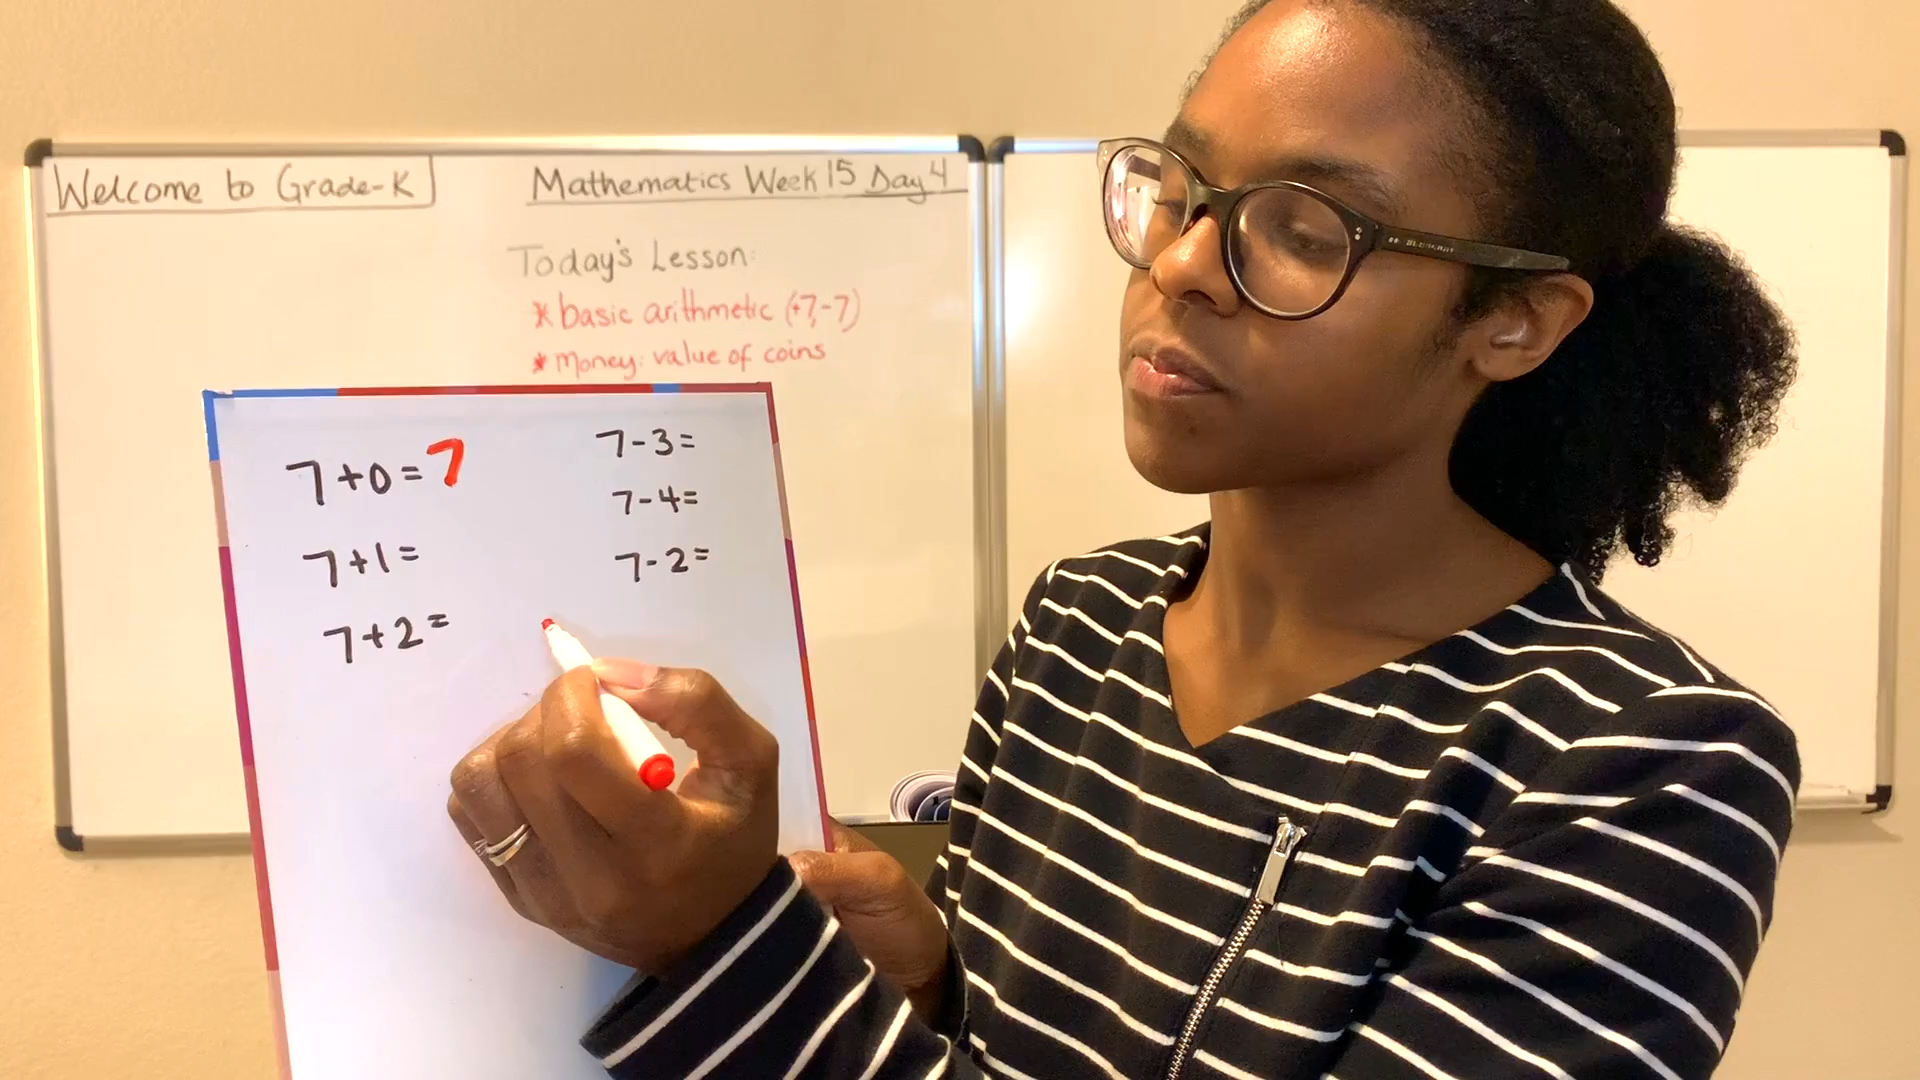 Welcome to Grade-K
Mathematics Week 15 Day 4
Today's Lesson:
* basic arithmetic (+7,-7)
* Money: value of coins
7+0=7
7+1=
7+2=
7-3=
7-4=
7-2=